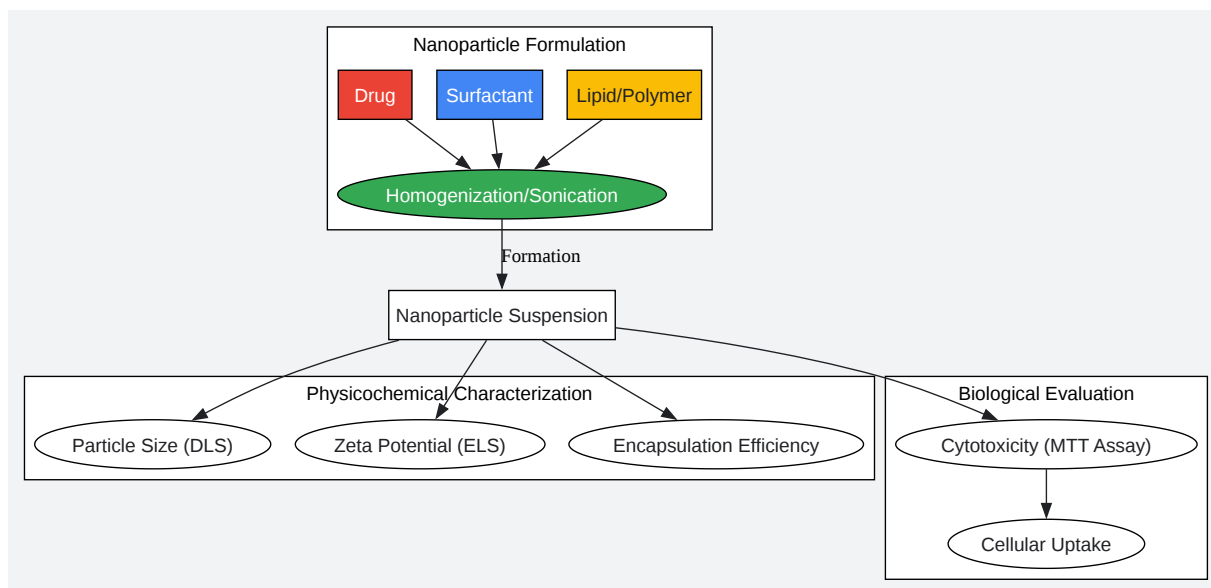 Nanoparticle Formulation
Drug
Surfactant
Lipid/Polymer
Homogenization/Sonication
Formation
Nanoparticle Suspension
Physicochemical Characterization
Biological Evaluation
Particle Size (DLS)
Zeta Potential (ELS)
Encapsulation Efficiency
Cytotoxicity (MTT Assay)
Cellular Uptake